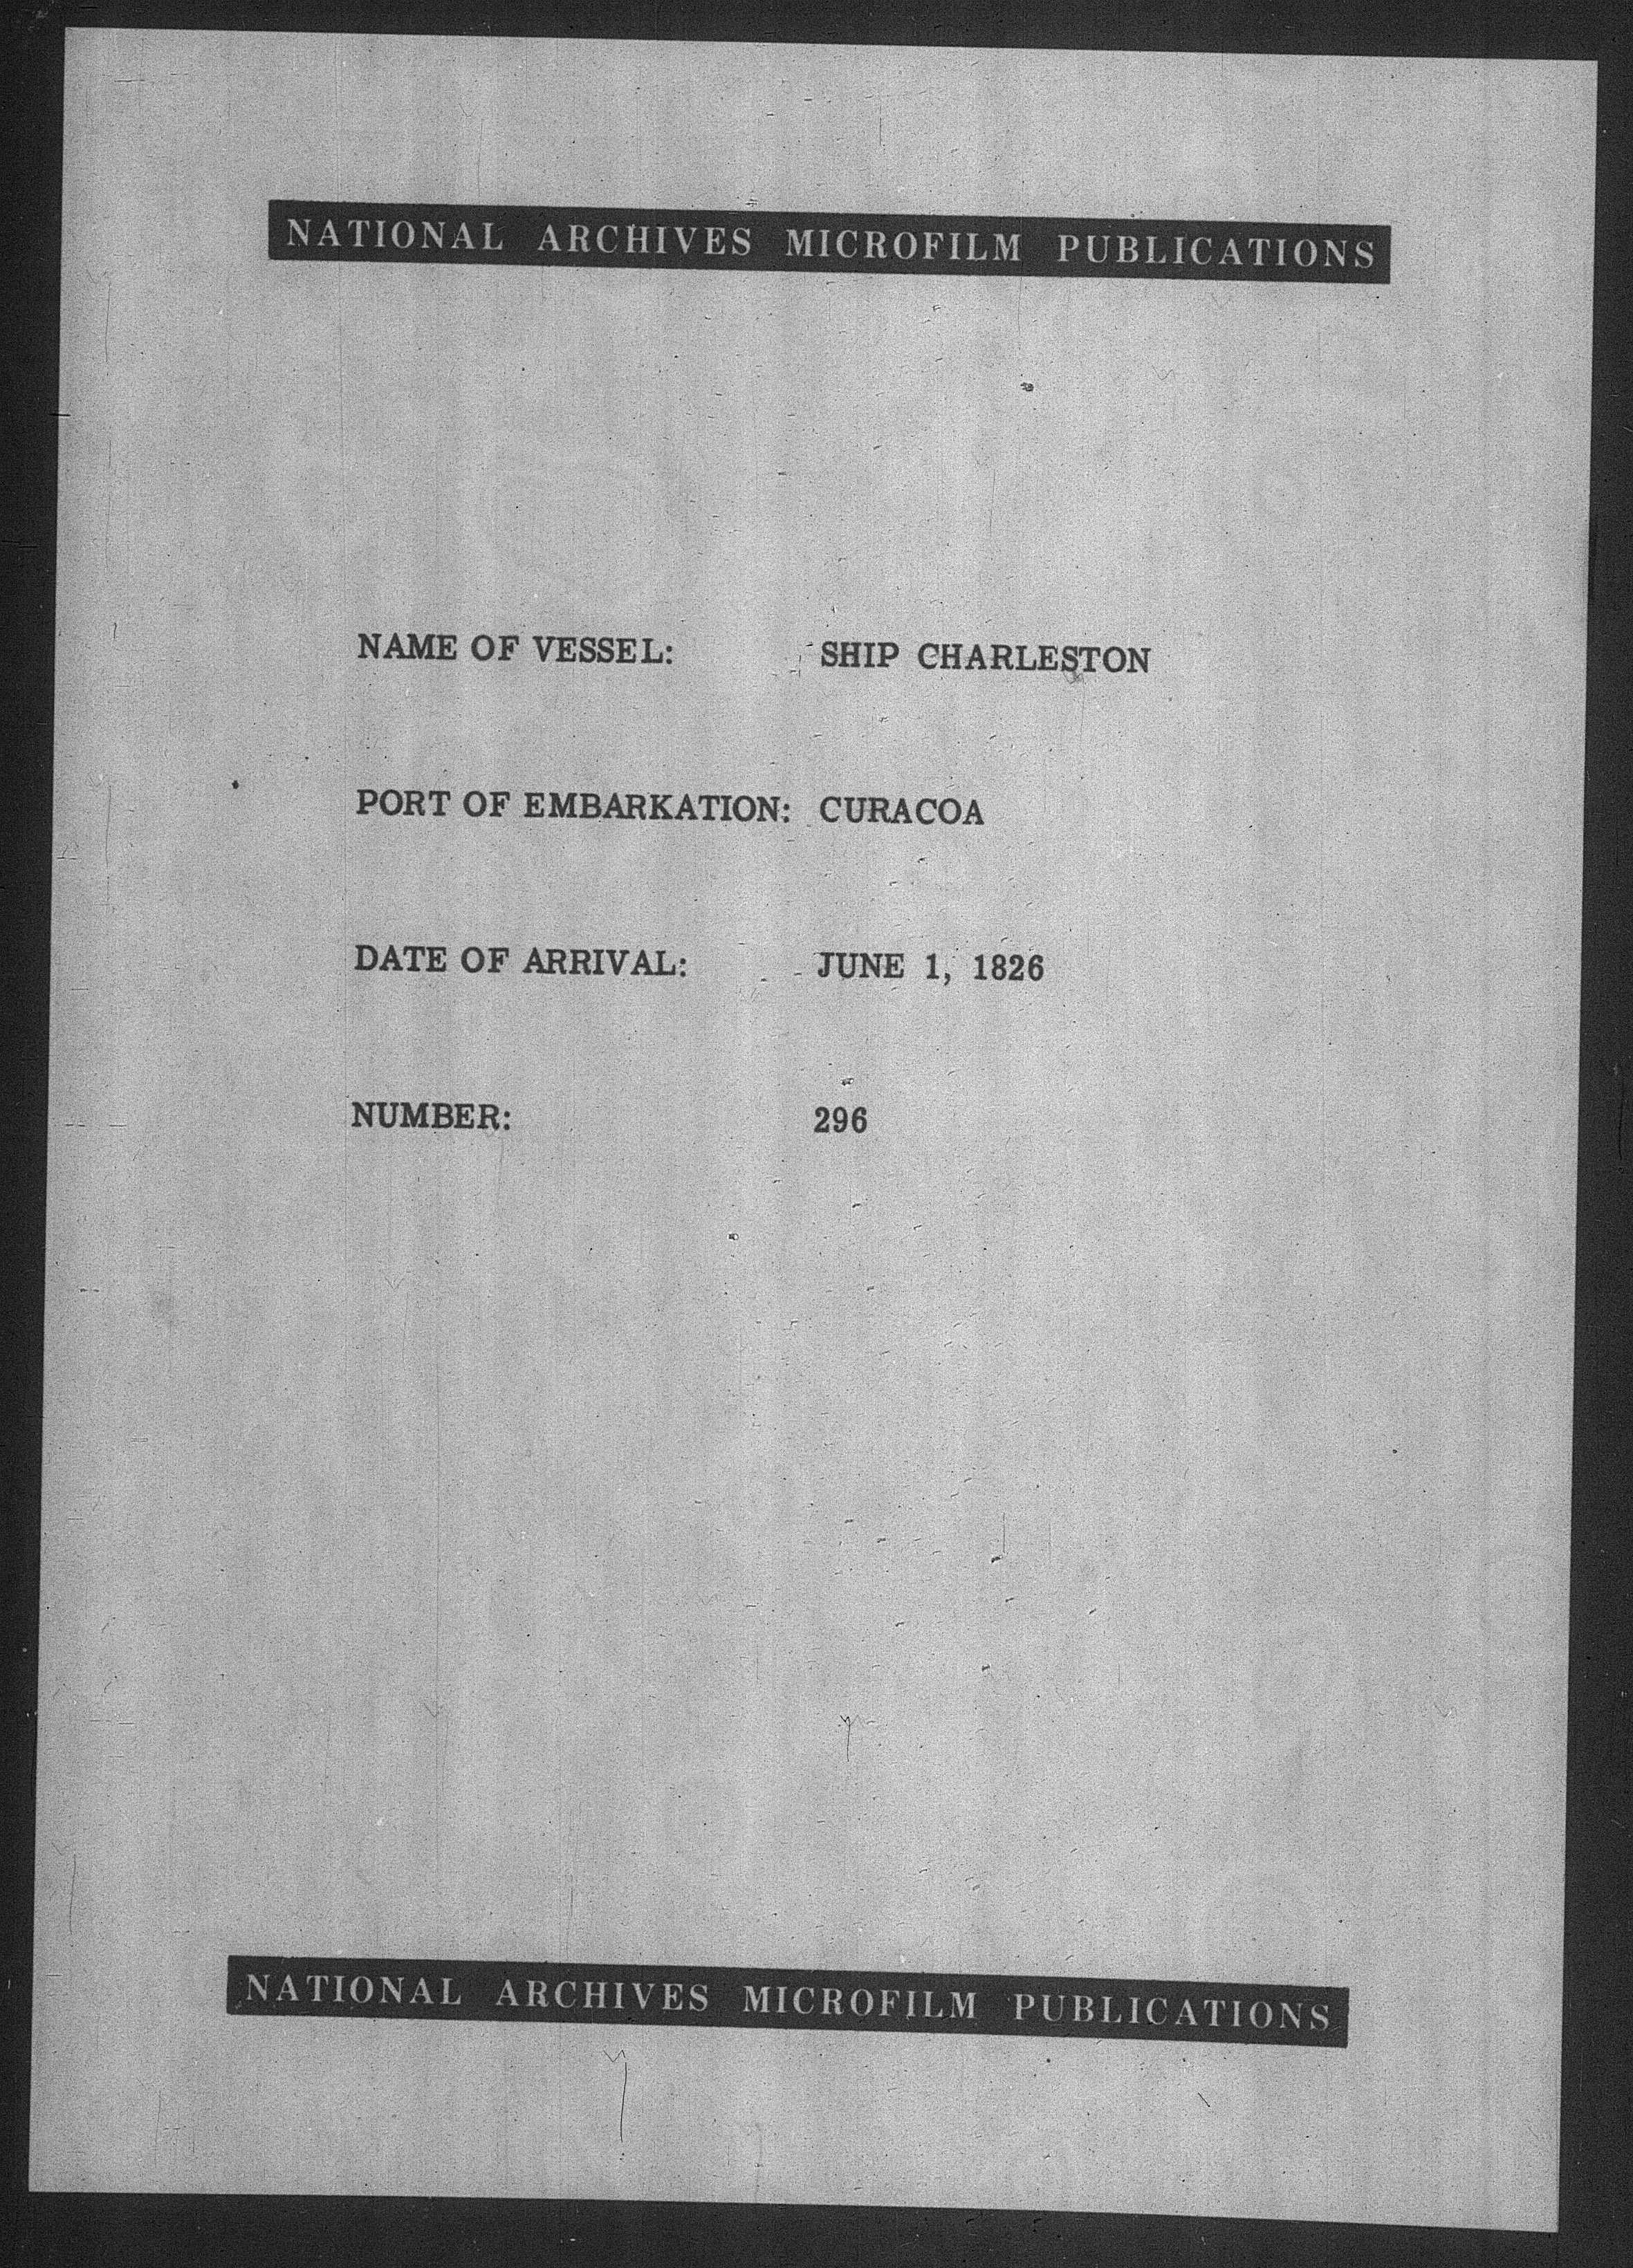 NATIONAL ARCHIVES MICROFILM PUBLICATIONS
NAME OF VESSEL: SHIP CHARLESTON
PORT OF EMBARKATION: CURACOA
DATE OF ARRIVAL: JUNE 1, 1826
NUMBER: 296
NATIONAL ARCHIVES MICROFILM PUBLICATIONS